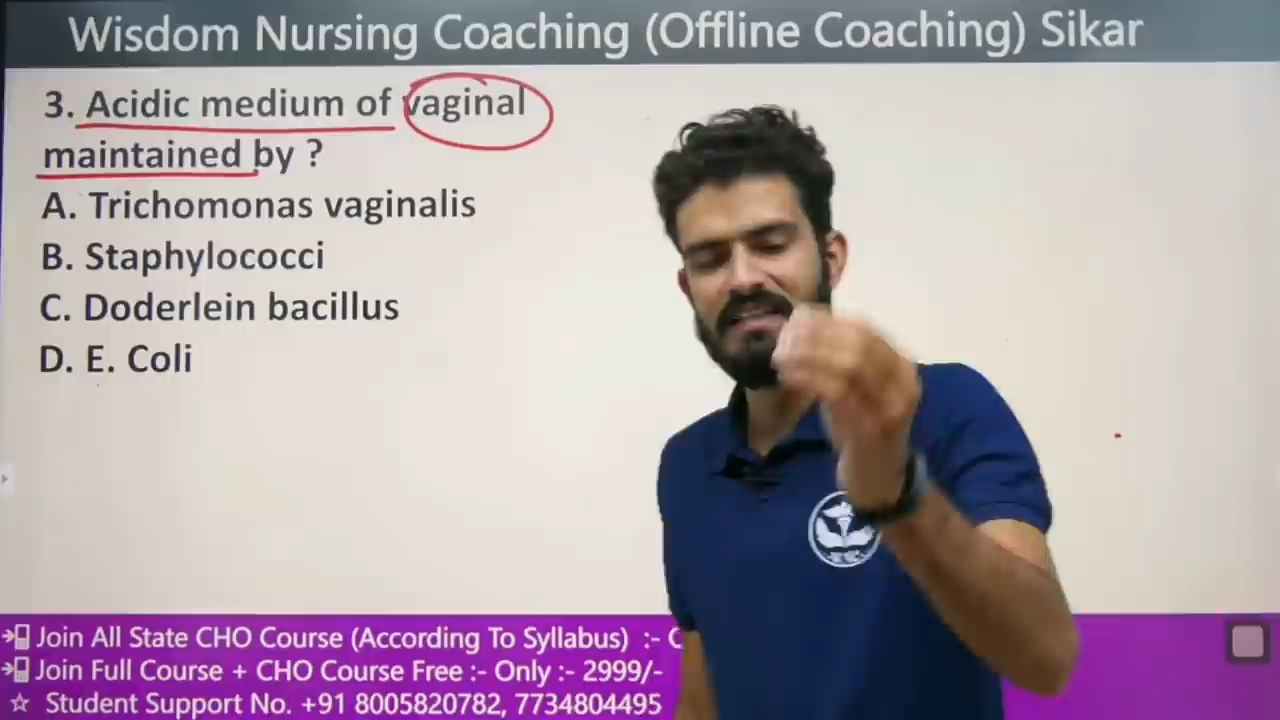 Wisdom Nursing Coaching (Offline Coaching) Sikar
3. Acidic medium of vaginal
maintained by ?
A. Trichomonas vaginalis
B. Staphylococci
C. Doderlein bacillus
D. E. Coli
Join All State CHO Course (According To Syllabus) :-
Join Full Course + CHO Course Free :- Only :- 2999/-
☆ Student Support No. +91 8005820782, 7734804495